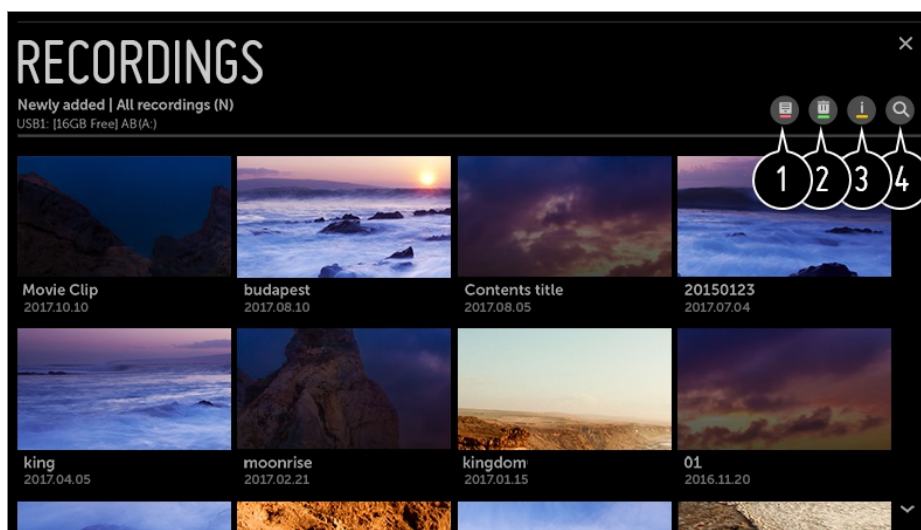 RECORDINGS
Newly added | All recordings (N)
USB1: [16GB Free] AB(A:)
1 2 3 4
Movie Clip
2017.10.10
budapest
2017.08.10
Contents title
2017.08.05
20150123
2017.07.04
king
2017.04.05
moonrise
2017.02.21
kingdom
2017.01.15
01
2016.11.20